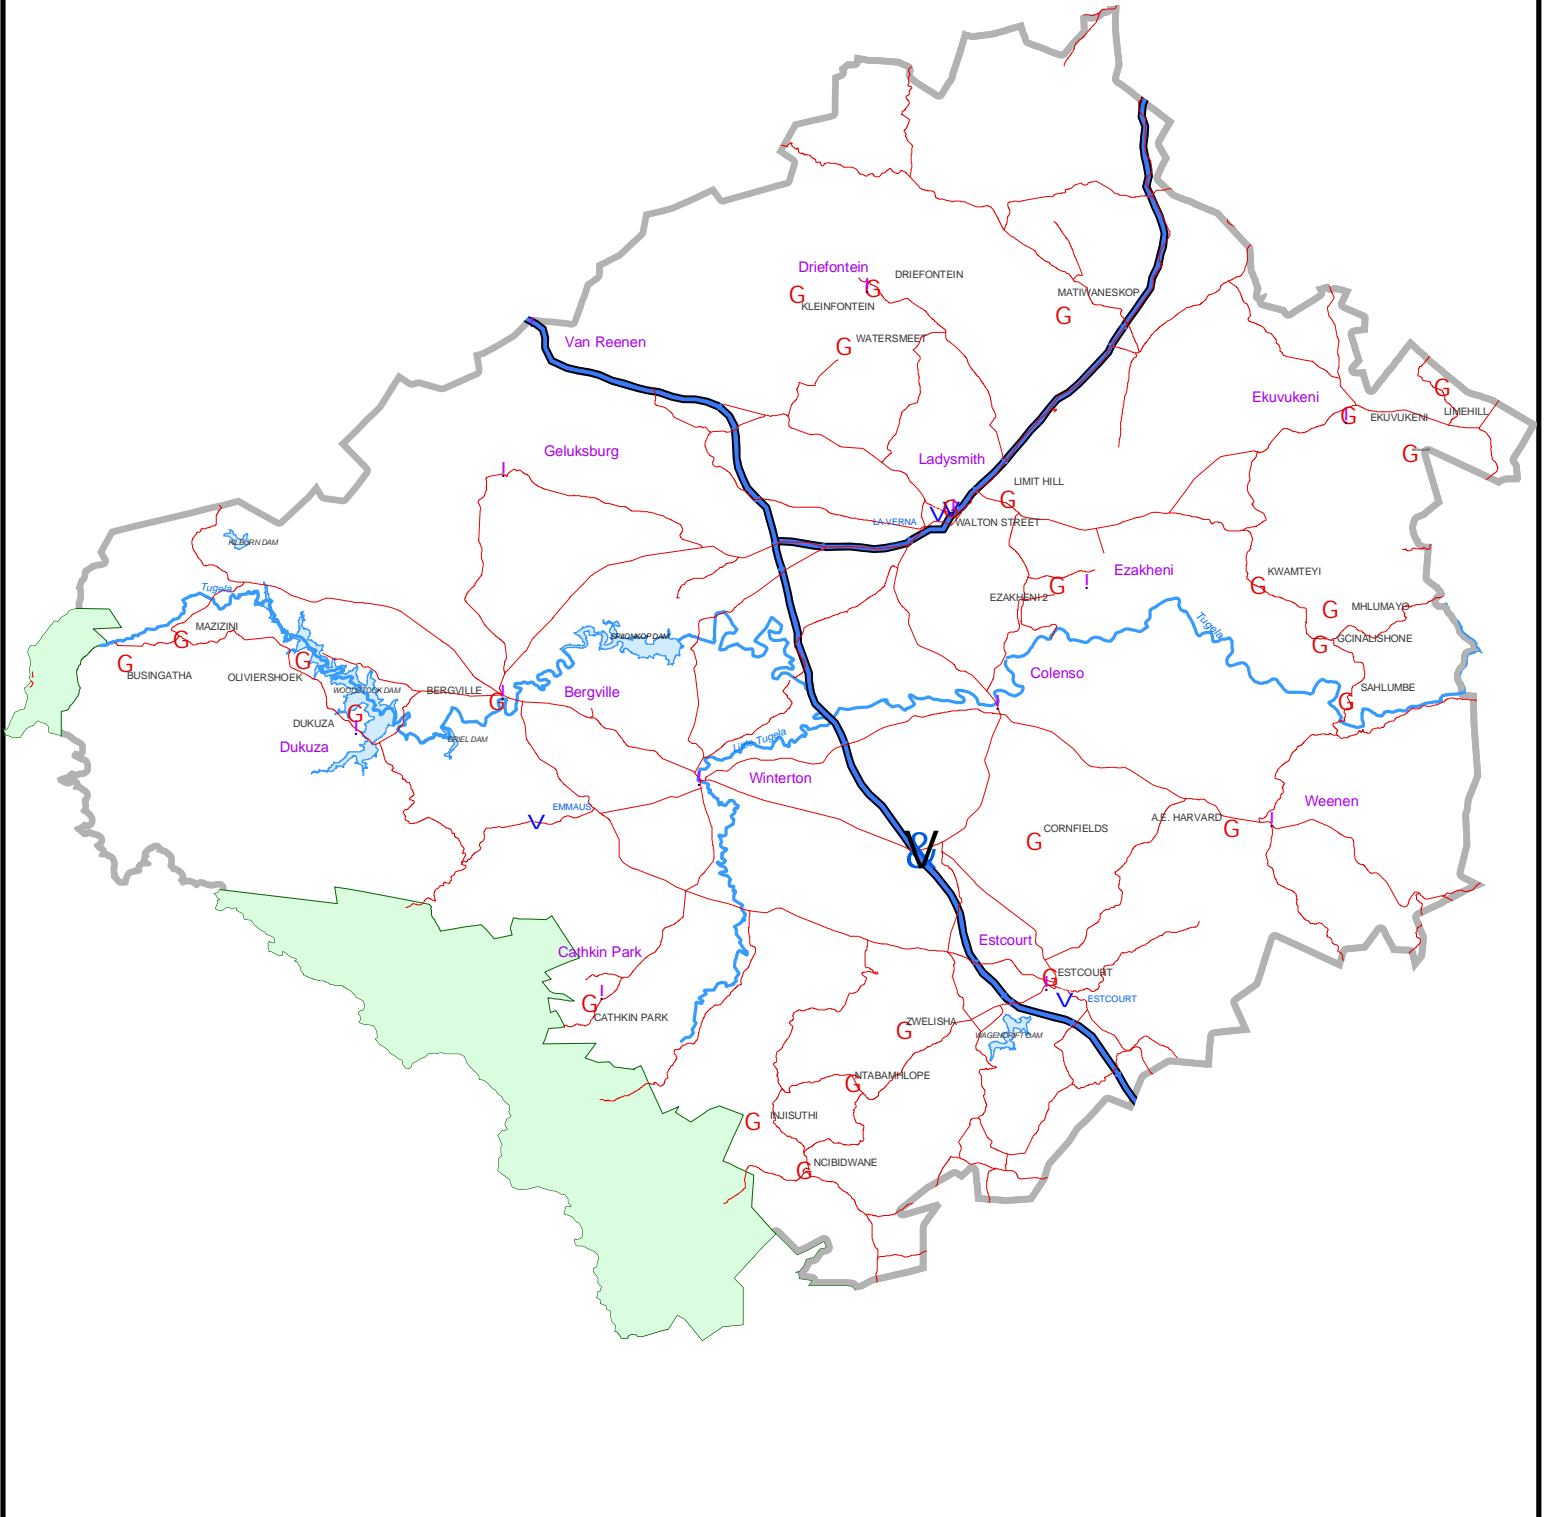 Driefontein
DRIEFONTEIN
G
G
KLEINFONTEIN
MATIWANESKOP
G
Van Reenen
G
WATERSMEET
G
Ekuvukeni
G
EKUVUKENI
LIMEHILL
Geluksburg
!
Ladysmith
G
LIMIT HILL
G
V
V
G
LA VERNA
WALTON STREET
KILBURN DAM
Ezakheni
!
G
EZAKHENI 2
KWAMTEYI
G
Tugela
MHLUMAYO
G
Tugela
MAZIZINI
G
SPIONKOP DAM
GCINALISHONE
G
BUSINGATHA
G
OLIVIERSHOEK
G
WOODSTOCK DAM
BERGVILLE
G
!
Bergville
Colenso
!
SAHLUMBE
G
DUKUZA
G
!
Dukuza
DRIEL DAM
Little Tugela
Winterton
!
EMMAUS
V
Weenen
!
A.E. HARVARD
G
CORNFIELDS
G
&
V
Cathkin Park
!
G
CATHKIN PARK
Estcourt
G
!
ESTCOURT
V
ESTCOURT
ZWELISHA
G
WAGENDRIFT DAM
NTABAMHLOPE
G
INJISUTHI
G
NCIBIDWANE
G